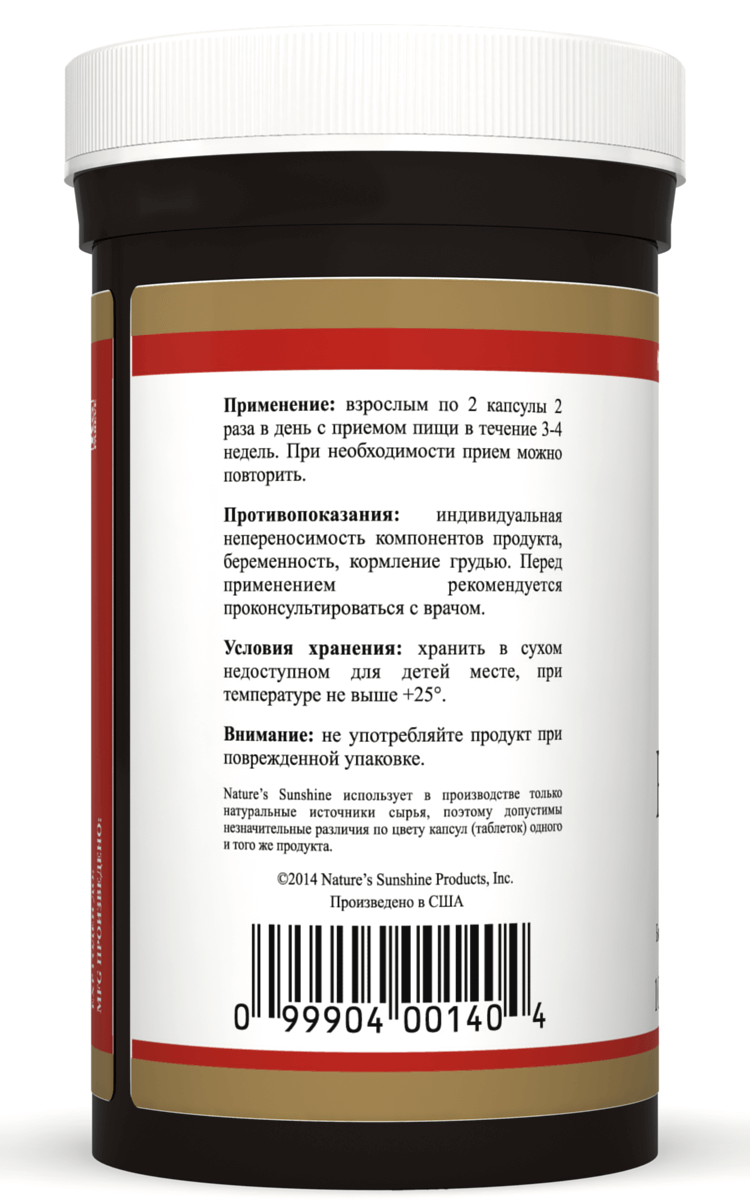 Применение: взрослым по 2 капсулы 2
раза в день с приемом пищи в течение 3-4
недель. При необходимости прием можно
повторить.
Противопоказания: индивидуальная
непереносимость компонентов продукта,
беременность, кормление грудью. Перед
применением рекомендуется
проконсультироваться с врачом.
Условия хранения: хранить в сухом
недоступном для детей месте, при
температуре не выше +25°.
Внимание: не употребляйте продукт при
поврежденной упаковке.
Nature's Sunshine использует в производстве только
натуральные источники сырья, поэтому допустимы
незначительные различия по цвету капсул (таблеток) одного
и того же продукта.
©2014 Nature's Sunshine Products, Inc.
Произведено в США
0 99904 00140 4
MFG ПРОИЗВЕДЕНО: